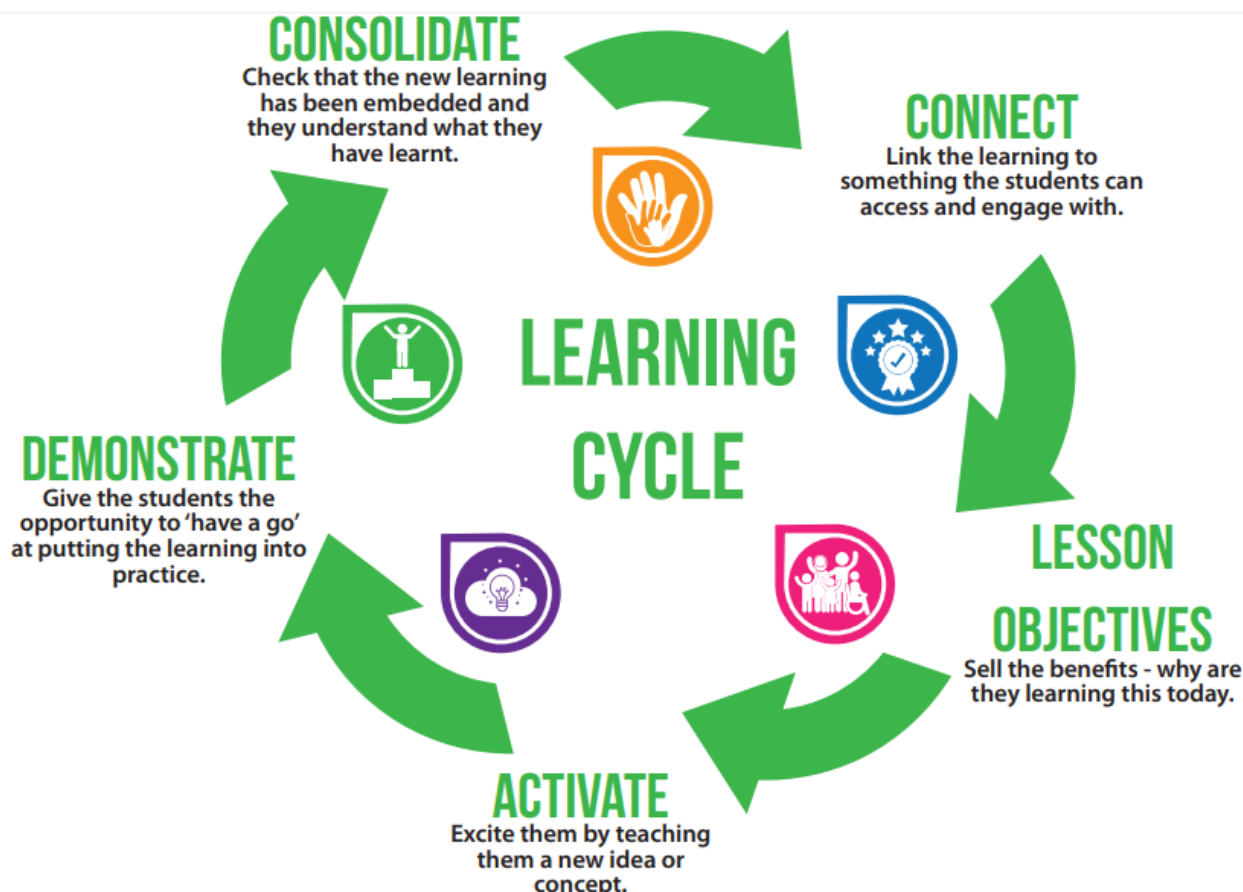 CONSOLIDATE
Check that the new learning
has been embedded and
they understand what they
have learnt.
CONNECT
Link the learning to
something the students can
access and engage with.
LEARNING
CYCLE
LESSON
OBJECTIVES
Sell the benefits - why are
they learning this today.
ACTIVATE
Excite them by teaching
them a new idea or
concept.
DEMONSTRATE
Give the students the
opportunity to ‘have a go’
at putting the learning into
practice.